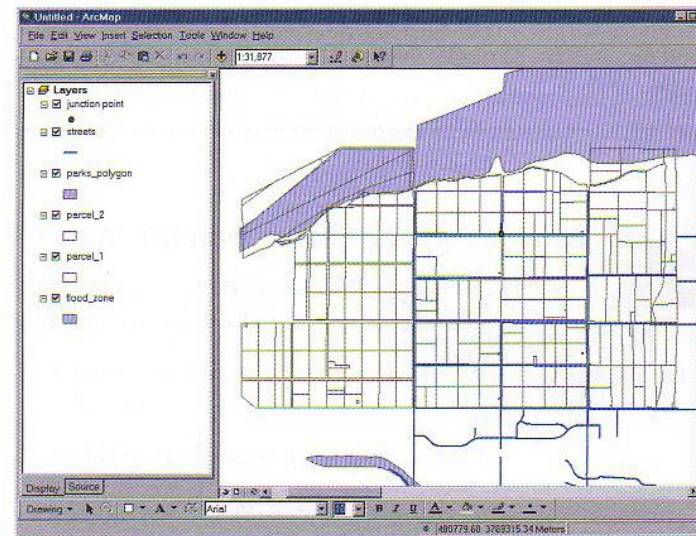 Untitled - ArcMap
File Edit View Insert Selection Tools Window Help
1:31,877
Layers
junction point
streets
parks_polygon
parcel_2
parcel_1
flood_zone
Display Source
Drawing A Arial 10 B I U A
480779.60 3769315.34 Meters